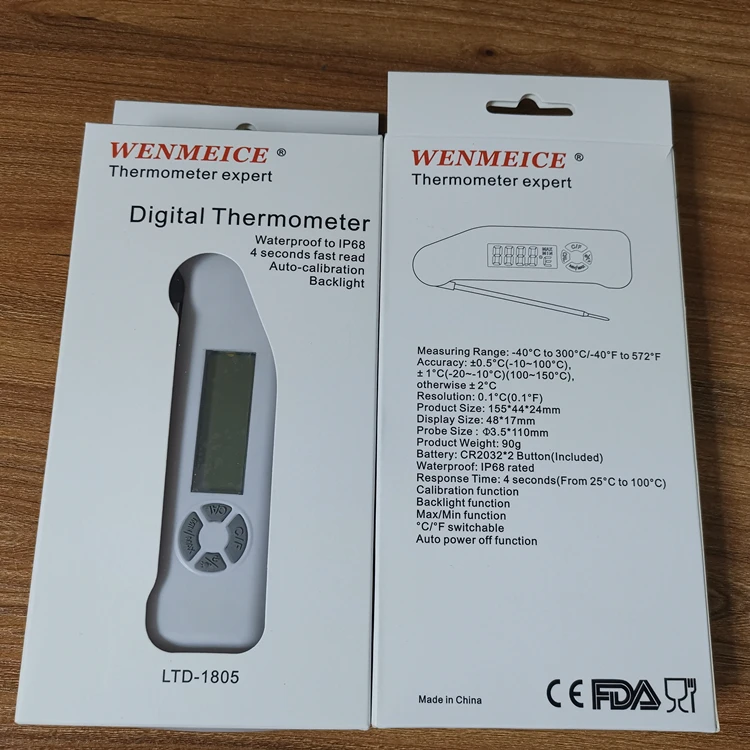 WENMEICE ®
Thermometer expert
Digital Thermometer
Waterproof to IP68
4 seconds fast read
Auto-calibration
Backlight
CAL
C/F
LTD-1805
WENMEICE ®
Thermometer expert
C/F
Measuring Range: -40°C to 300°C/-40°F to 572°F
Accuracy: ±0.5°C(-10~100°C),
±1°C(-20~-10°C)(100~150°C),
otherwise ±2°C
Resolution: 0.1°C(0.1°F)
Product Size: 155*44*24mm
Display Size: 48*17mm
Probe Size : Φ3.5*110mm
Product Weight: 90g
Battery: CR2032*2 Button(Included)
Waterproof: IP68 rated
Response Time: 4 seconds(From 25°C to 100°C)
Calibration function
Backlight function
Max/Min function
°C/°F switchable
Auto power off function
Made in China
CE FDA